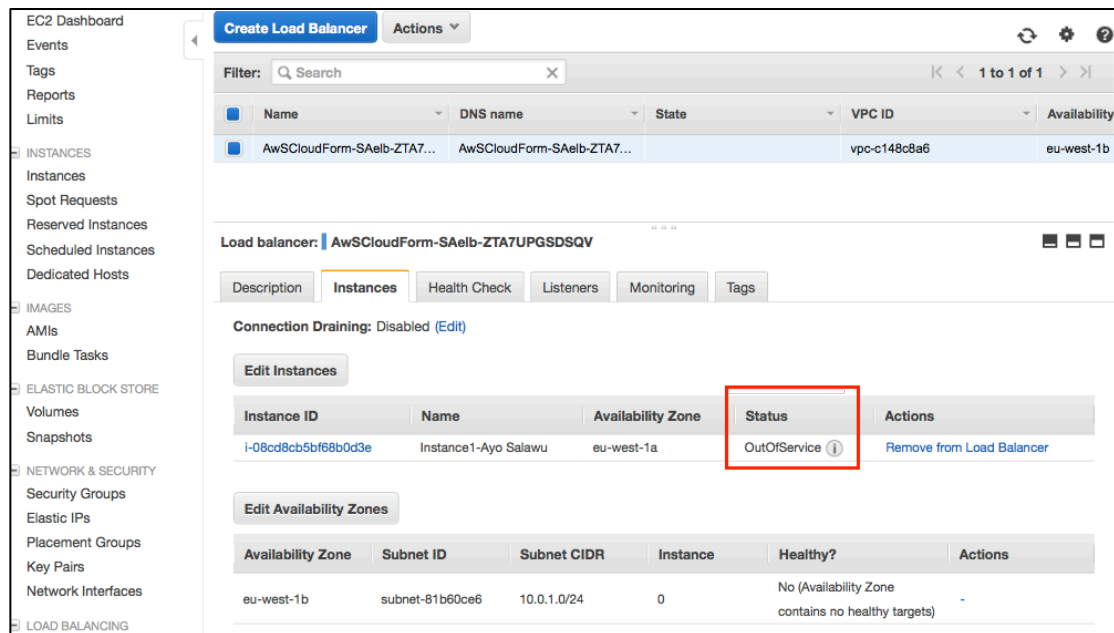 EC2 Dashboard
Events
Tags
Reports
Limits
INSTANCES
Instances
Spot Requests
Reserved Instances
Scheduled Instances
Dedicated Hosts
IMAGES
AMIs
Bundle Tasks
ELASTIC BLOCK STORE
Volumes
Snapshots
NETWORK & SECURITY
Security Groups
Elastic IPs
Placement Groups
Key Pairs
Network Interfaces
LOAD BALANCING
Create Load Balancer Actions
Filter: Search 1 to 1 of 1
Name DNS name State VPC ID Availability
AwSCloudForm-SAelb-ZTA7... AwSCloudForm-SAelb-ZTA7... vpc-c148c8a6 eu-west-1b
Load balancer: AwSCloudForm-SAelb-ZTA7UPGSDSQV
Description Instances Health Check Listeners Monitoring Tags
Connection Draining: Disabled (Edit)
Edit Instances
Instance ID Name Availability Zone Status Actions
i-08cd8cb5bf68b0d3e Instance1-Ayo Salawu eu-west-1a OutOfService Remove from Load Balancer
Edit Availability Zones
Availability Zone Subnet ID Subnet CIDR Instance Healthy? Actions
eu-west-1b subnet-81b60ce6 10.0.1.0/24 0 No (Availability Zone -
contains no healthy targets)